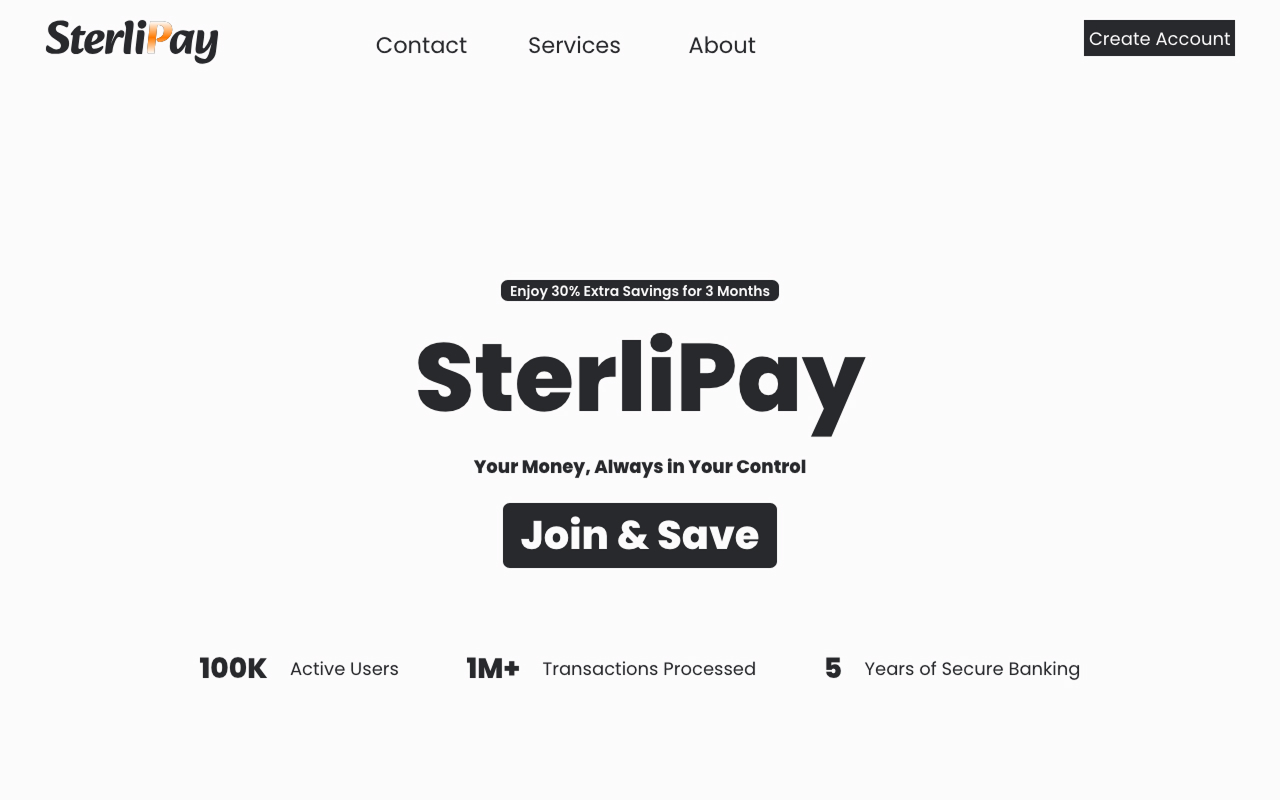 SterliPay
Contact Services About
Create Account
Enjoy 30% Extra Savings for 3 Months
SterliPay
Your Money, Always in Your Control
Join & Save
100K Active Users 1M+ Transactions Processed 5 Years of Secure Banking